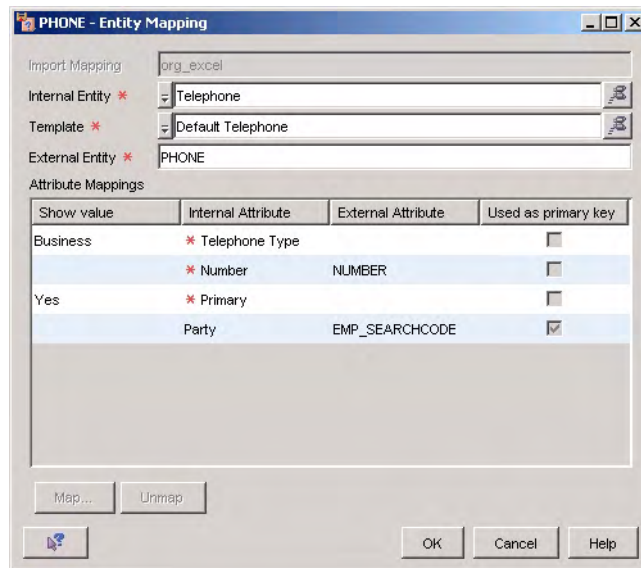 PHONE - Entity Mapping
Import Mapping org_excel
Internal Entity * Telephone
Template * Default Telephone
External Entity * PHONE
Attribute Mappings
Show value Internal Attribute External Attribute Used as primary key
Business * Telephone Type
* Number NUMBER
Yes * Primary
Party EMP_SEARCHCODE
Map... Unmap
OK Cancel Help